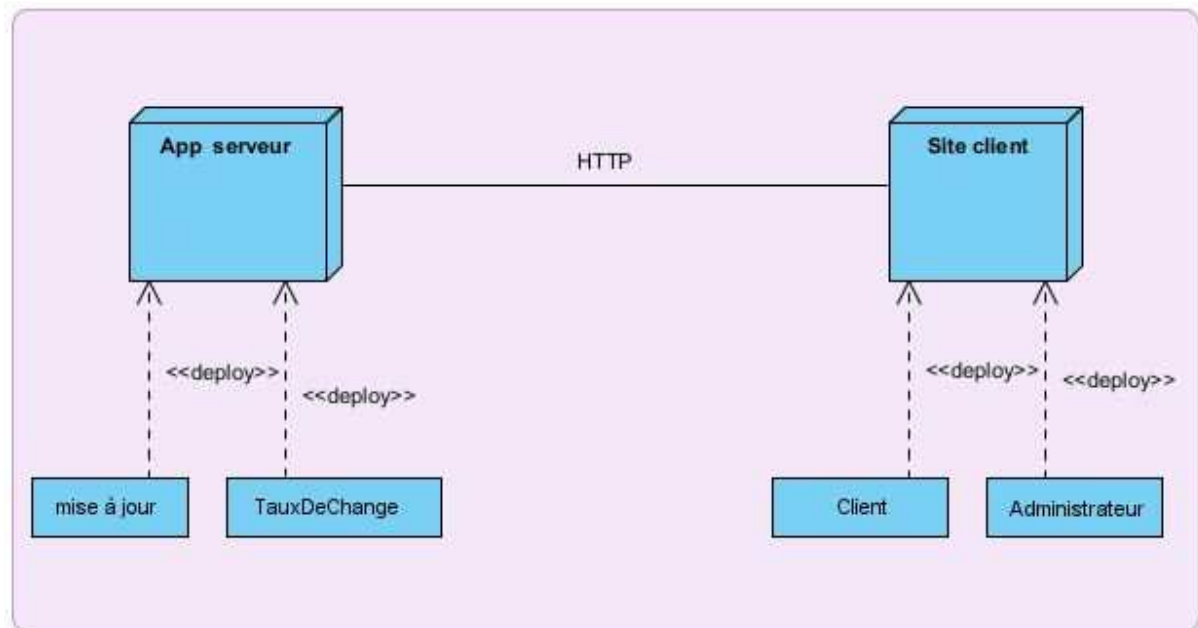 App serveur
HTTP
Site client
<<deploy>>
<<deploy>>
<<deploy>>
<<deploy>>
mise à jour
TauxDeChange
Client
Administrateur